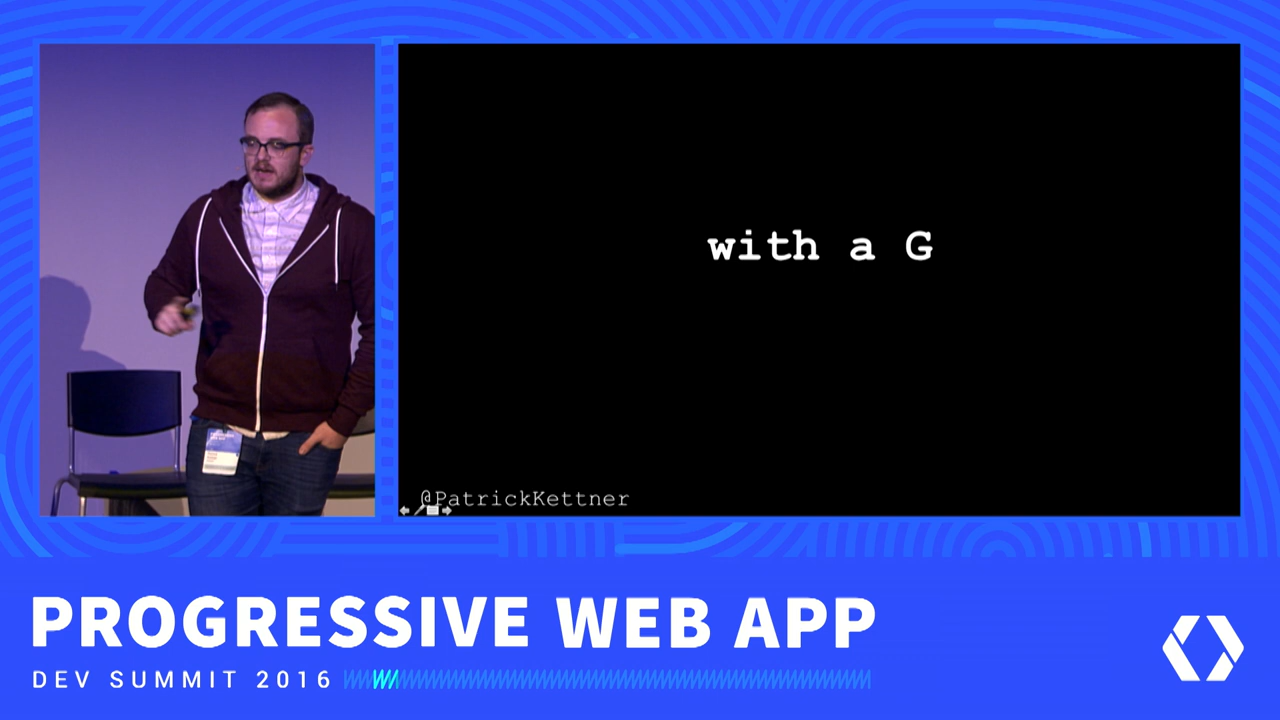 with a G
@PatrickKettner
PROGRESSIVE WEB APP
DEV SUMMIT 2016